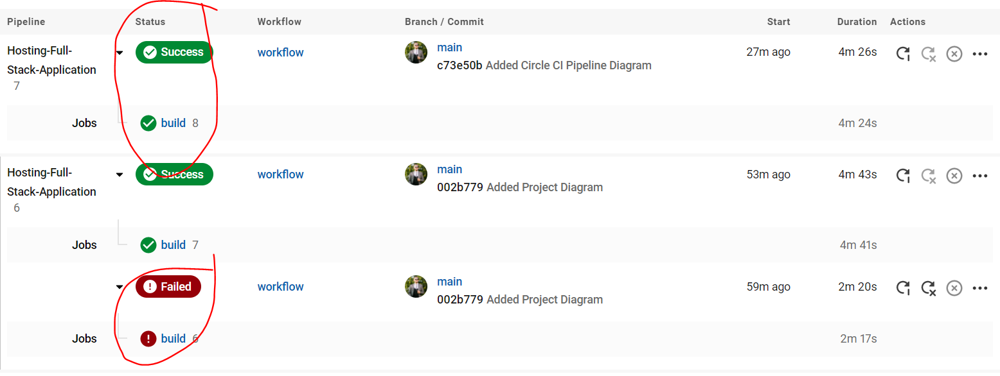 Pipeline Status Workflow Branch / Commit Start Duration Actions
Hosting-Full-Stack-Application 7 Success workflow main 27m ago 4m 26s
c73e50b Added Circle CI Pipeline Diagram
Jobs build 8 4m 24s
Hosting-Full-Stack-Application 6 Success workflow main 53m ago 4m 43s
002b779 Added Project Diagram
Jobs build 7 4m 41s
Failed workflow main 59m ago 2m 20s
002b779 Added Project Diagram
Jobs build 6 2m 17s